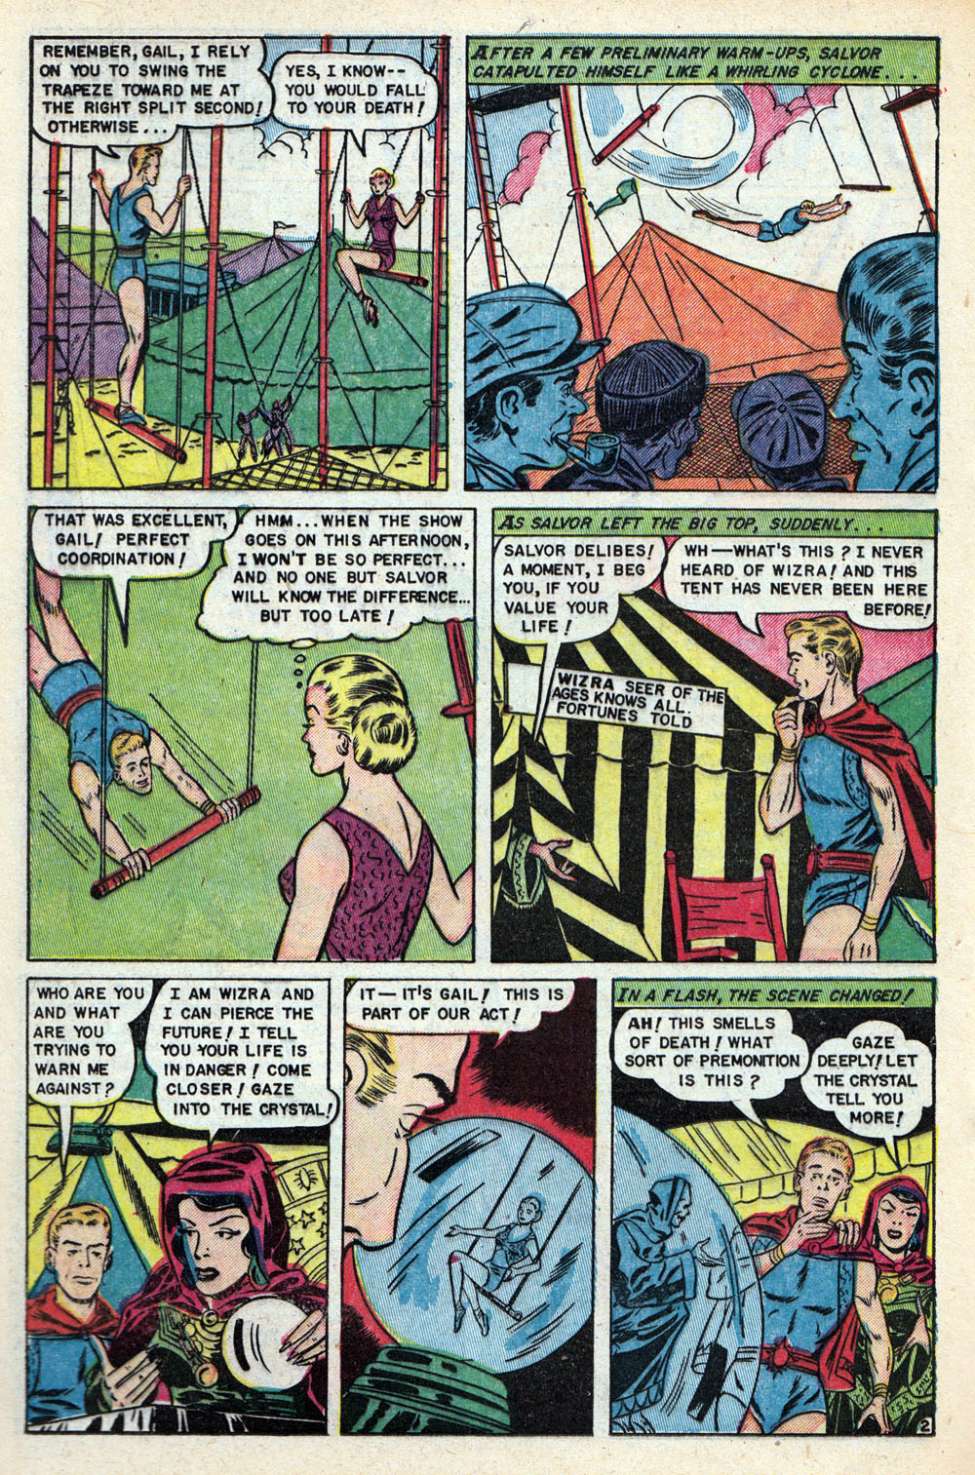 REMEMBER, GAIL, I RELY
ON YOU TO SWING THE
TRAPEZE TOWARD ME AT
THE RIGHT SPLIT SECOND!
OTHERWISE...
YES, I KNOW--
YOU WOULD FALL
TO YOUR DEATH!
AFTER A FEW PRELIMINARY WARM-UPS, SALVOR
CATAPULTED HIMSELF LIKE A WHIRLING CYCLONE...
THAT WAS EXCELLENT,
GAIL! PERFECT
COORDINATION!
HMM...WHEN THE SHOW
GOES ON THIS AFTERNOON,
I WON'T BE SO PERFECT...
AND NO ONE BUT SALVOR
WILL KNOW THE DIFFERENCE...
BUT TOO LATE!
AS SALVOR LEFT THE BIG TOP, SUDDENLY...
SALVOR DELIBES!
A MOMENT, I BEG
YOU, IF YOU
VALUE YOUR
LIFE!
WH--WHAT'S THIS? I NEVER
HEARD OF WIZRA! AND THIS
TENT HAS NEVER BEEN HERE
BEFORE!
WIZRA SEER OF THE
AGES KNOWS ALL.
FORTUNES TOLD
WHO ARE YOU
AND WHAT
ARE YOU
TRYING TO
WARN ME
AGAINST?
I AM WIZRA AND
I CAN PIERCE THE
FUTURE! I TELL
YOU YOUR LIFE IS
IN DANGER! COME
CLOSER! GAZE
INTO THE CRYSTAL!
IT--IT'S GAIL! THIS IS
PART OF OUR ACT!
IN A FLASH, THE SCENE CHANGED!
AH! THIS SMELLS
OF DEATH! WHAT
SORT OF PREMONITION
IS THIS?
GAZE
DEEPLY! LET
THE CRYSTAL
TELL YOU
MORE!
2